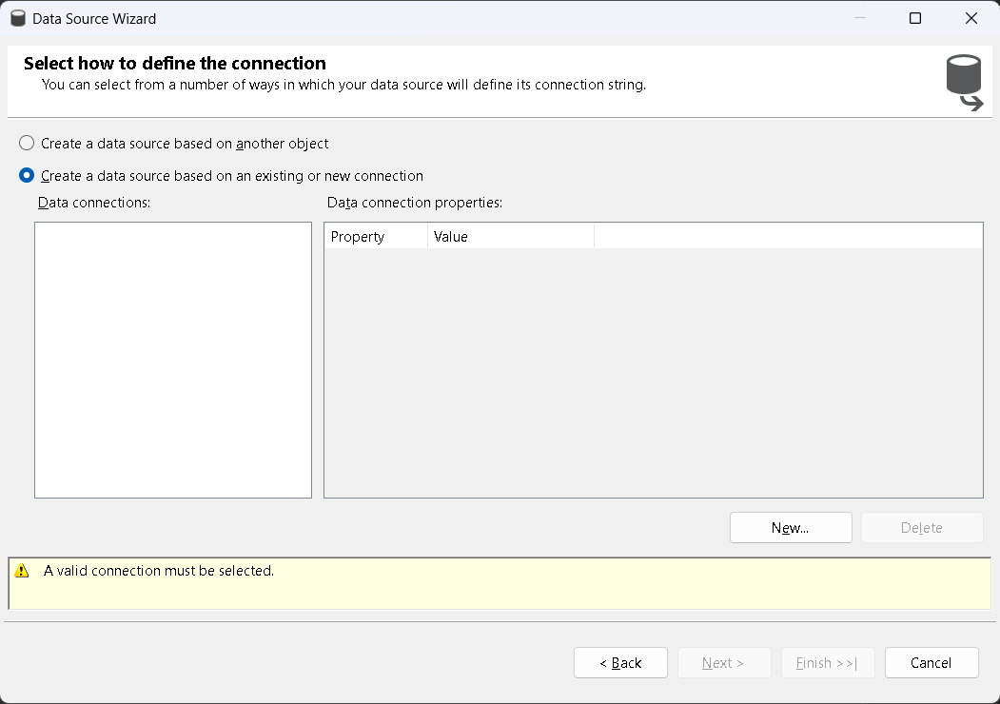 Data Source Wizard
Select how to define the connection
You can select from a number of ways in which your data source will define its connection string.
Create a data source based on another object
Create a data source based on an existing or new connection
Data connections:
Data connection properties:
Property
Value
New...
Delete
A valid connection must be selected.
< Back
Next >
Finish >>|
Cancel